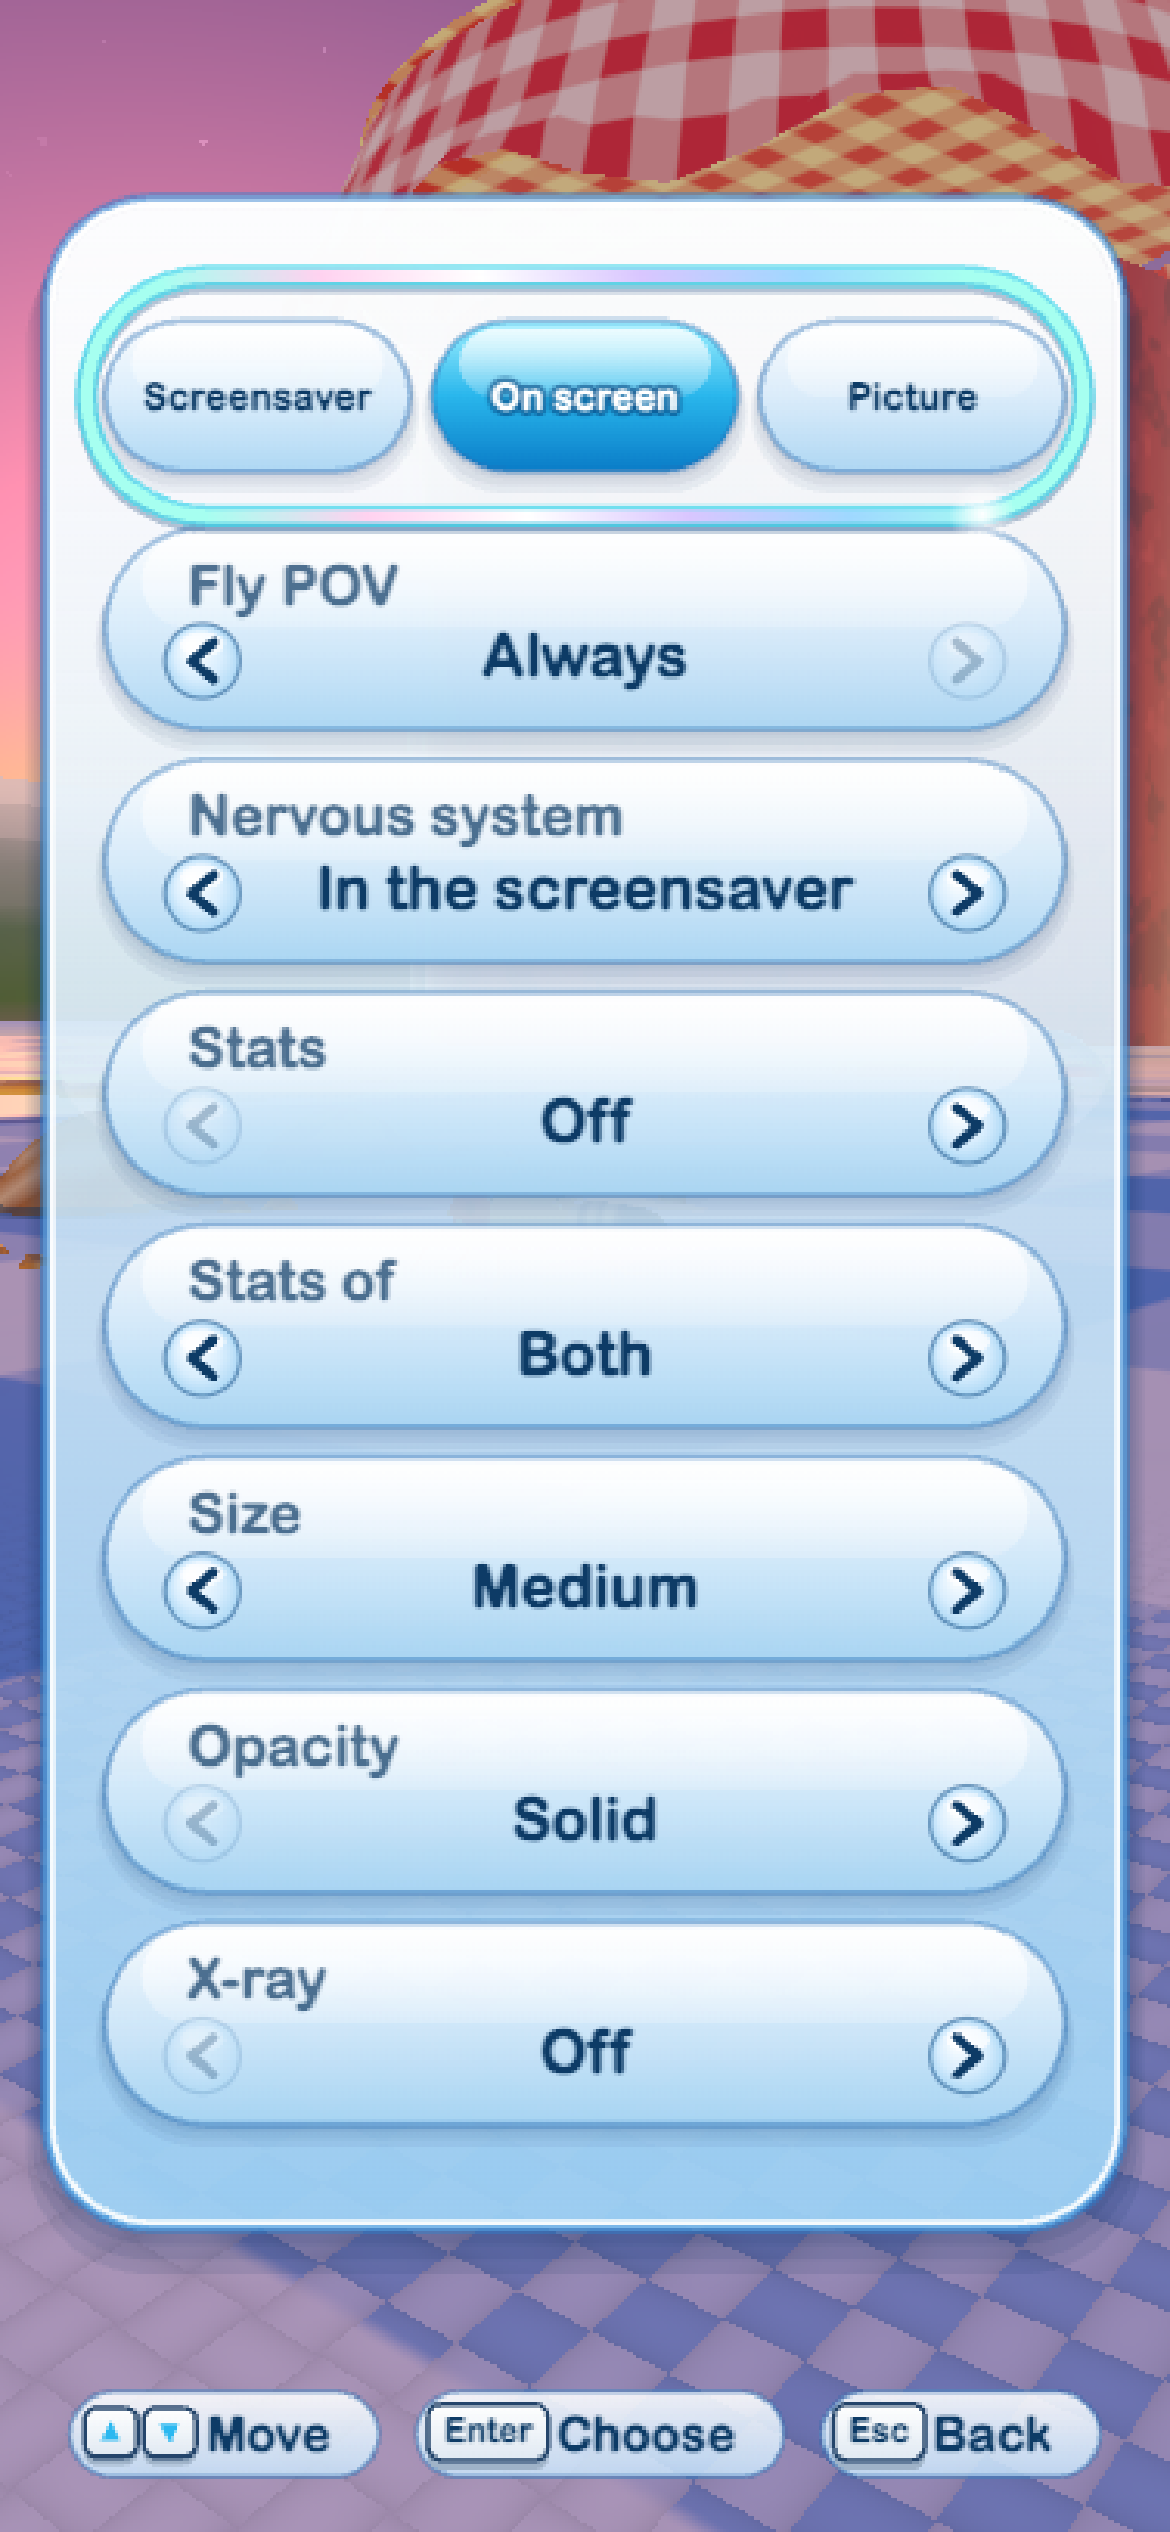 Screensaver
On screen
Picture
Fly POV
Always
Nervous system
In the screensaver
Stats
Off
Stats of
Both
Size
Medium
Opacity
Solid
X-ray
Off
Move
Enter Choose
Esc Back